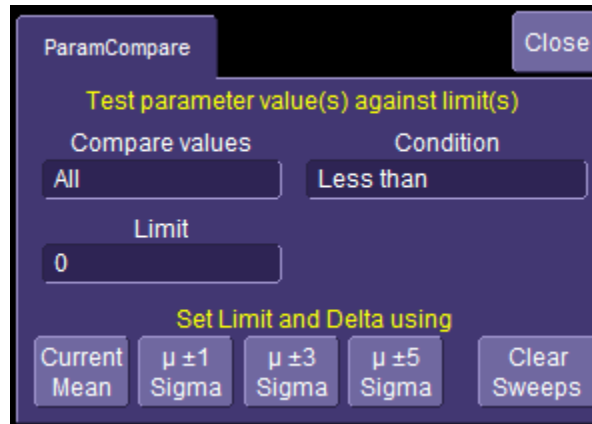 ParamCompare
Close
Test parameter value(s) against limit(s)
Compare values
Condition
All
Less than
Limit
0
Set Limit and Delta using
Current
Mean
μ ±1
Sigma
μ ±3
Sigma
μ ±5
Sigma
Clear
Sweeps